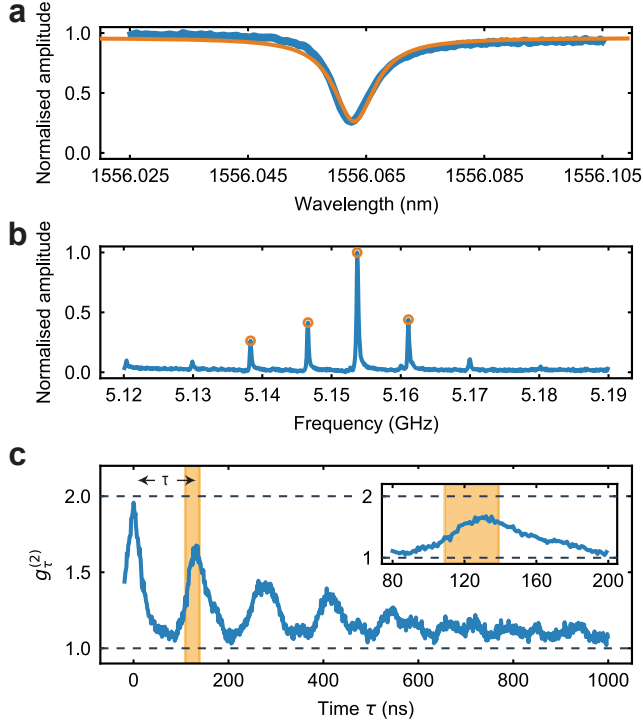 a
Normalised amplitude
1.0
0.5
0.0
1556.025 1556.045 1556.065 1556.085 1556.105
Wavelength (nm)
b
Normalised amplitude
1.0
0.5
0.0
5.12 5.13 5.14 5.15 5.16 5.17 5.18 5.19
Frequency (GHz)
c
g_τ^(2)
2.0
1.5
1.0
τ
2
1
80 120 160 200
0 200 400 600 800 1000
Time τ (ns)